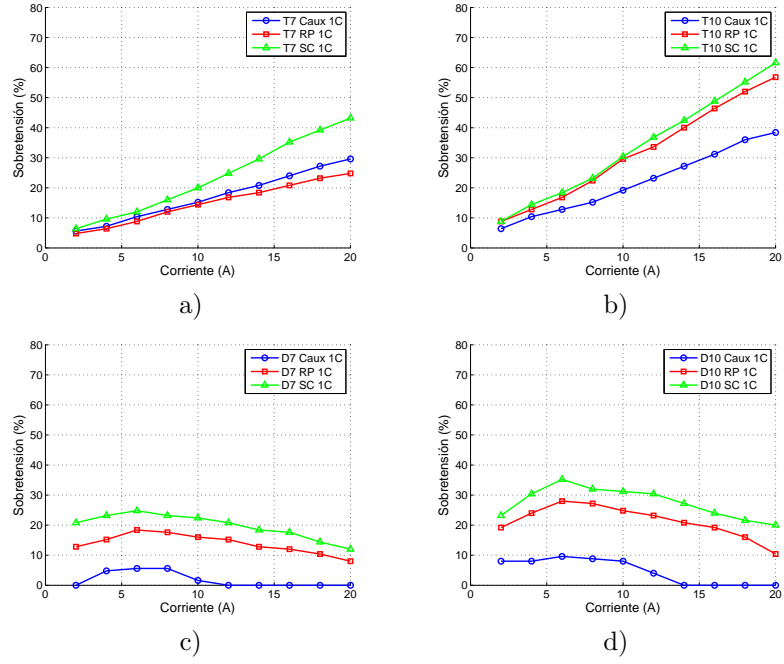 80
70
60
50
40
30
20
10
0
Sobretensión (%)
0
5
10
15
20
Corriente (A)
T7 Caux 1C
T7 RP 1C
T7 SC 1C
a)
80
70
60
50
40
30
20
10
0
Sobretensión (%)
0
5
10
15
20
Corriente (A)
T10 Caux 1C
T10 RP 1C
T10 SC 1C
b)
80
70
60
50
40
30
20
10
0
Sobretensión (%)
0
5
10
15
20
Corriente (A)
D7 Caux 1C
D7 RP 1C
D7 SC 1C
c)
80
70
60
50
40
30
20
10
0
Sobretensión (%)
0
5
10
15
20
Corriente (A)
D10 Caux 1C
D10 RP 1C
D10 SC 1C
d)